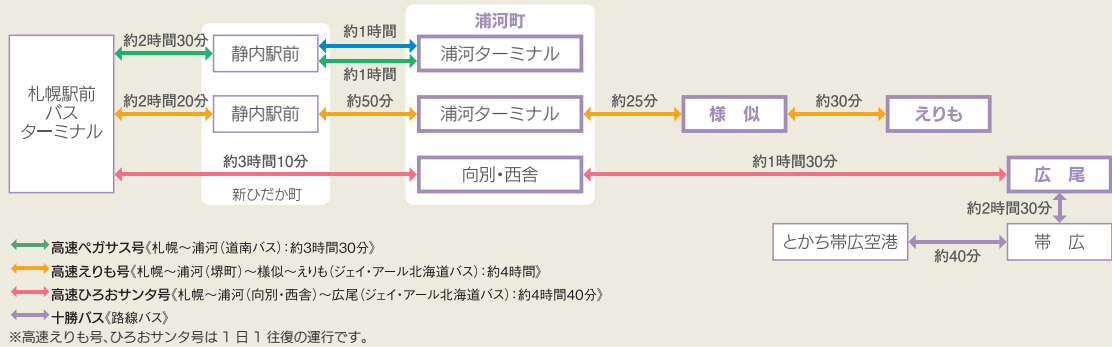 浦河町
約2時間30分
約1時間
札幌駅前
バス
ターミナル
静内駅前
浦河ターミナル
約1時間
約2時間20分
静内駅前
約50分
浦河ターミナル
約25分
様 似
約30分
えりも
約3時間10分
新ひだか町
向別・西舎
約1時間30分
広 尾
約2時間30分
とかち帯広空港
約40分
帯 広
高速ペガサス号《札幌～浦河（道南バス）：約3時間30分》
高速えりも号《札幌～浦河（堺町）～様似～えりも（ジェイ・アール北海道バス）：約4時間》
高速ひろおサンタ号《札幌～浦河（向別・西舎）～広尾（ジェイ・アール北海道バス）：約4時間40分》
十勝バス《路線バス》
※高速えりも号、ひろおサンタ号は1日1往復の運行です。